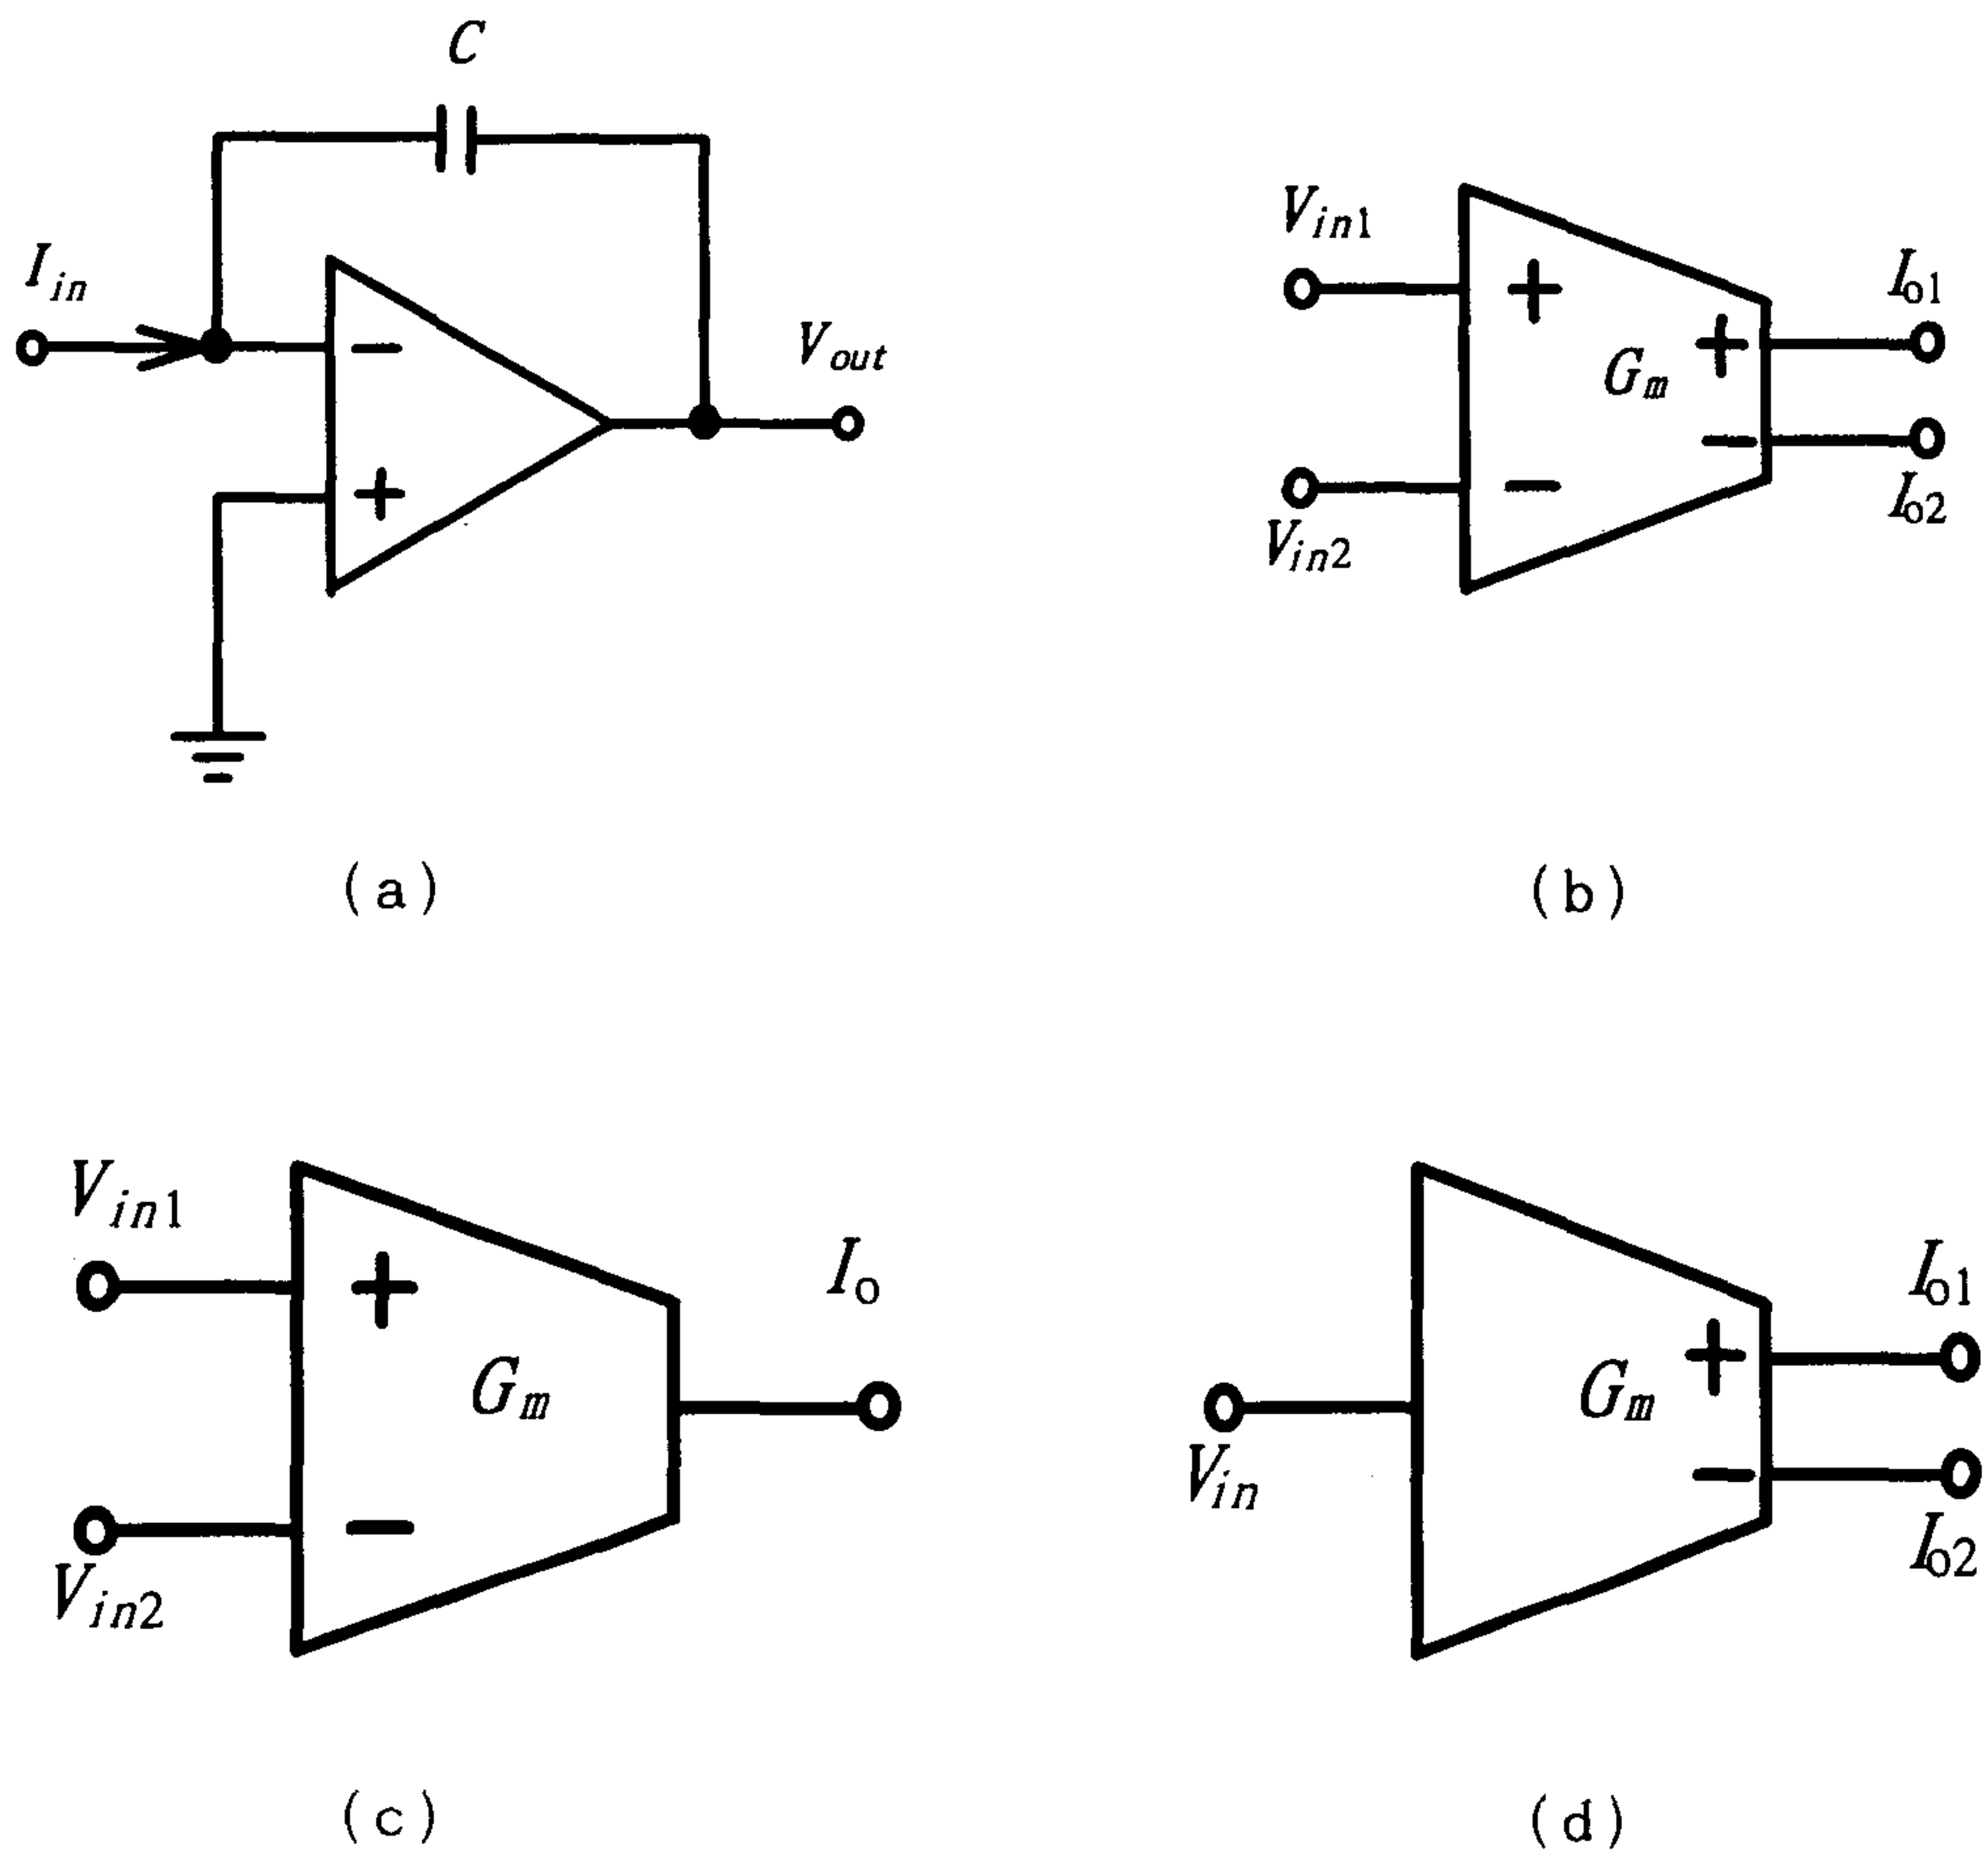 C
I_in
−
+
V_out
(a)
V_in1
+
I_o1
+
G_m
−
I_o2
V_in2
−
(b)
V_in1
+
I_o
G_m
−
V_in2
(c)
I_o1
+
G_m
V_in
−
I_o2
(d)